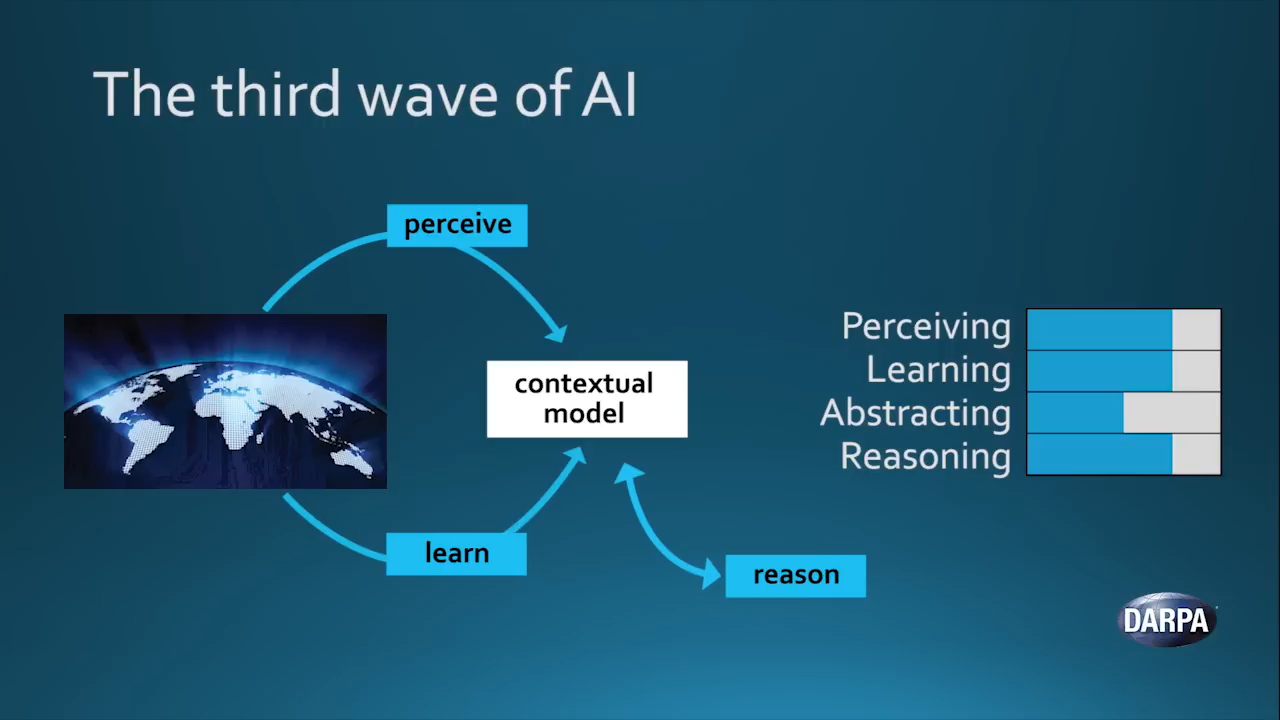 The third wave of AI
perceive
contextual
model
learn
reason
Perceiving
Learning
Abstracting
Reasoning
DARPA